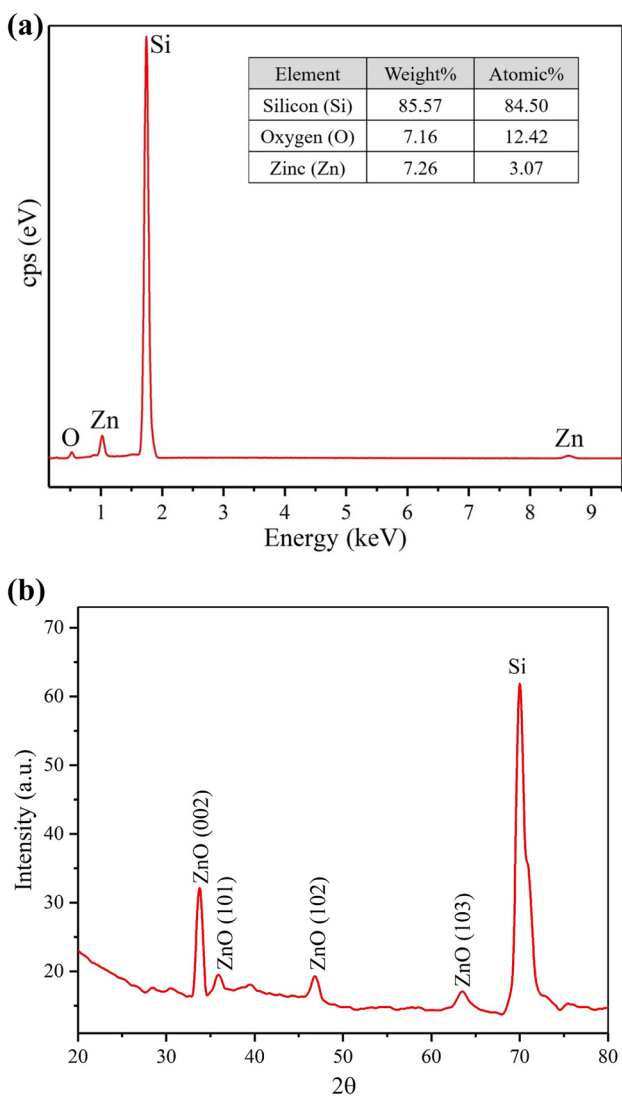 (a)
Si
Element Weight% Atomic%
Silicon (Si) 85.57 84.50
Oxygen (O) 7.16 12.42
Zinc (Zn) 7.26 3.07
cps (eV)
O
Zn
Zn
1 2 3 4 5 6 7 8 9
Energy (keV)
(b)
70
60
50
40
30
20
Intensity (a.u.)
ZnO (002)
ZnO (101)
ZnO (102)
ZnO (103)
Si
20 30 40 50 60 70 80
2θ